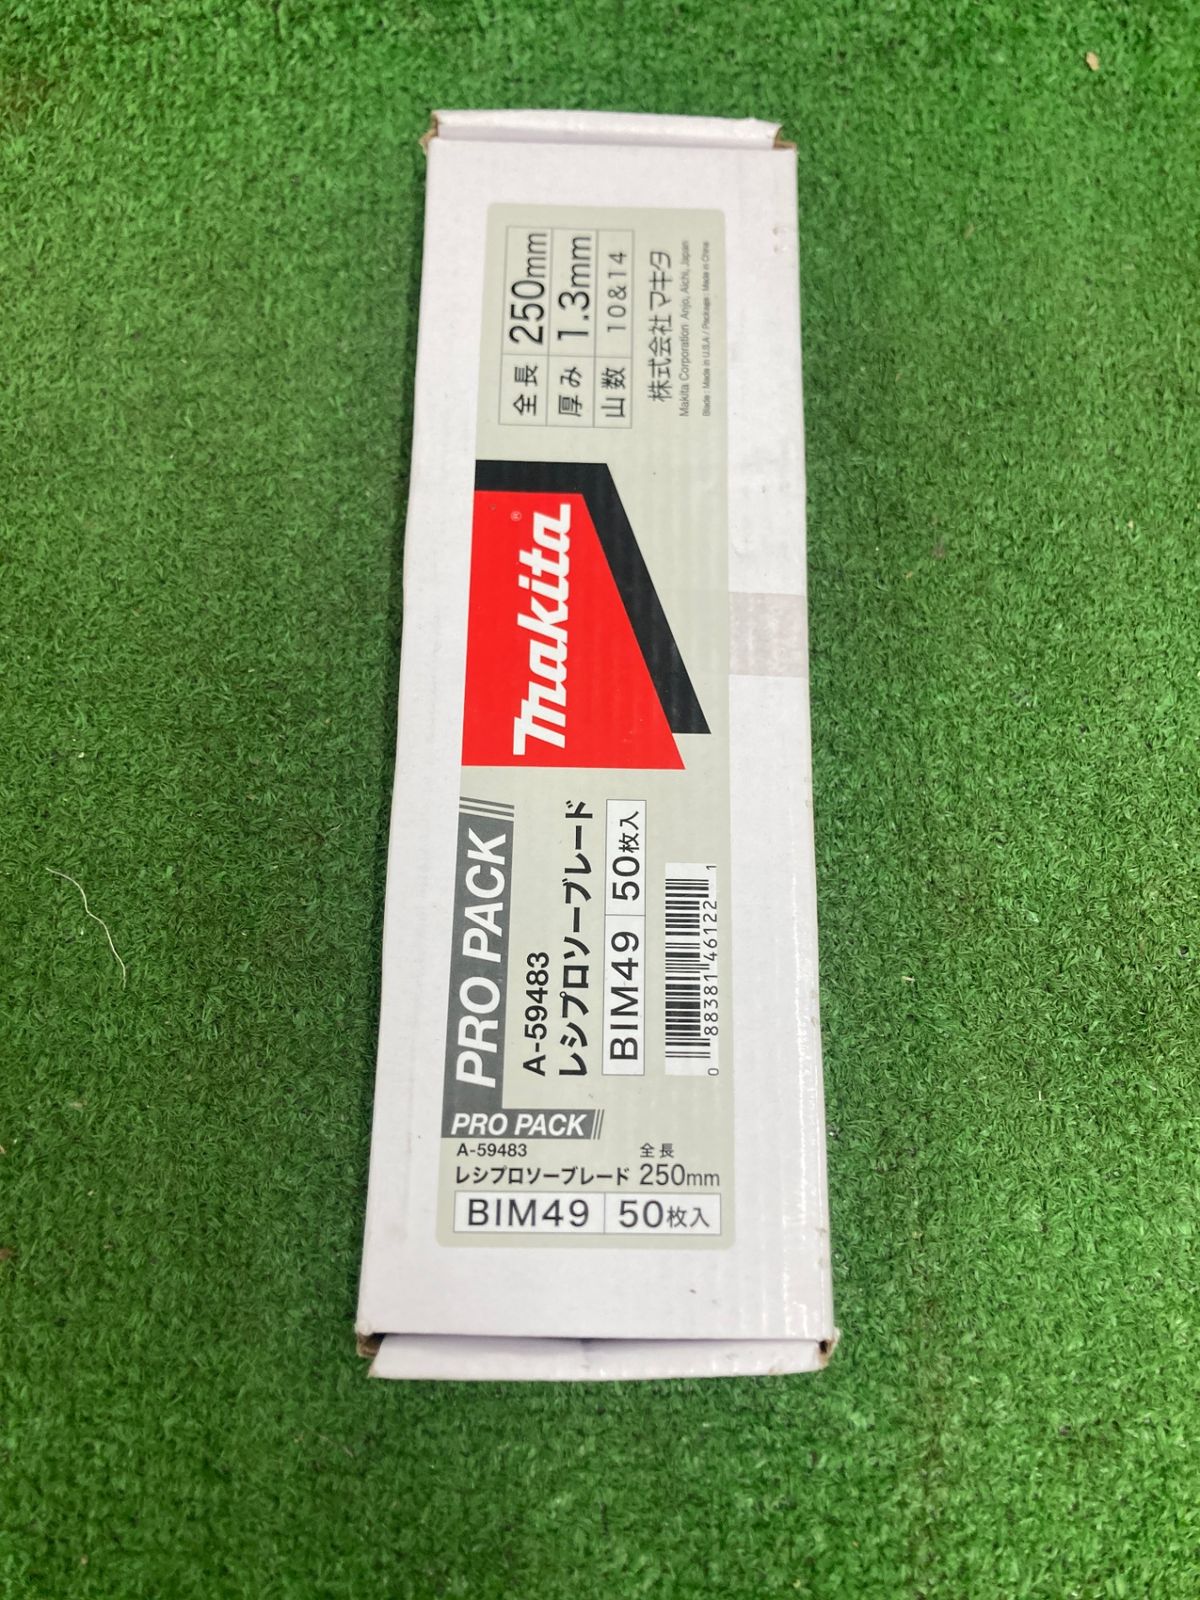 PRO PACK
A-59483
レシプロソーブレード
BIM49 50枚入
0 88381 46122 1
makita®
全長 250mm
厚み 1.3mm
山数 10&14
株式会社 マキタ
Makita Corporation Anjo, Aichi, Japan
Blade : Made in U.S.A / Package : Made in China
PRO PACK
A-59483
全長
レシプロソーブレード 250mm
BIM49 50枚入